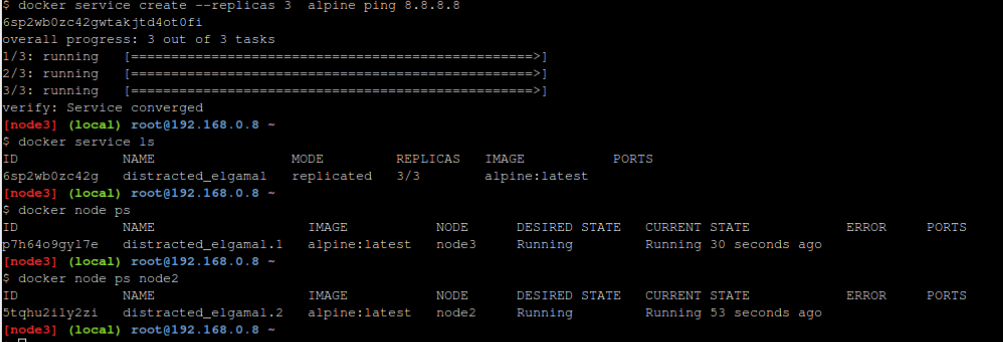 $ docker service create --replicas 3  alpine ping 8.8.8.8
6sp2wb0zc42gwtakjtd4ot0fi
overall progress: 3 out of 3 tasks
1/3: running   [==================================================>]
2/3: running   [==================================================>]
3/3: running   [==================================================>]
verify: Service converged
[node3] (local) root@192.168.0.8 ~
$ docker service ls
ID             NAME                 MODE         REPLICAS   IMAGE           PORTS
6sp2wb0zc42g   distracted_elgamal   replicated   3/3        alpine:latest
[node3] (local) root@192.168.0.8 ~
$ docker node ps
ID             NAME                   IMAGE           NODE      DESIRED STATE   CURRENT STATE            ERROR     PORTS
p7h64o9gyl7e   distracted_elgamal.1   alpine:latest   node3     Running         Running 30 seconds ago
[node3] (local) root@192.168.0.8 ~
$ docker node ps node2
ID             NAME                   IMAGE           NODE      DESIRED STATE   CURRENT STATE            ERROR     PORTS
5tqhu2ily2zi   distracted_elgamal.2   alpine:latest   node2     Running         Running 53 seconds ago
[node3] (local) root@192.168.0.8 ~